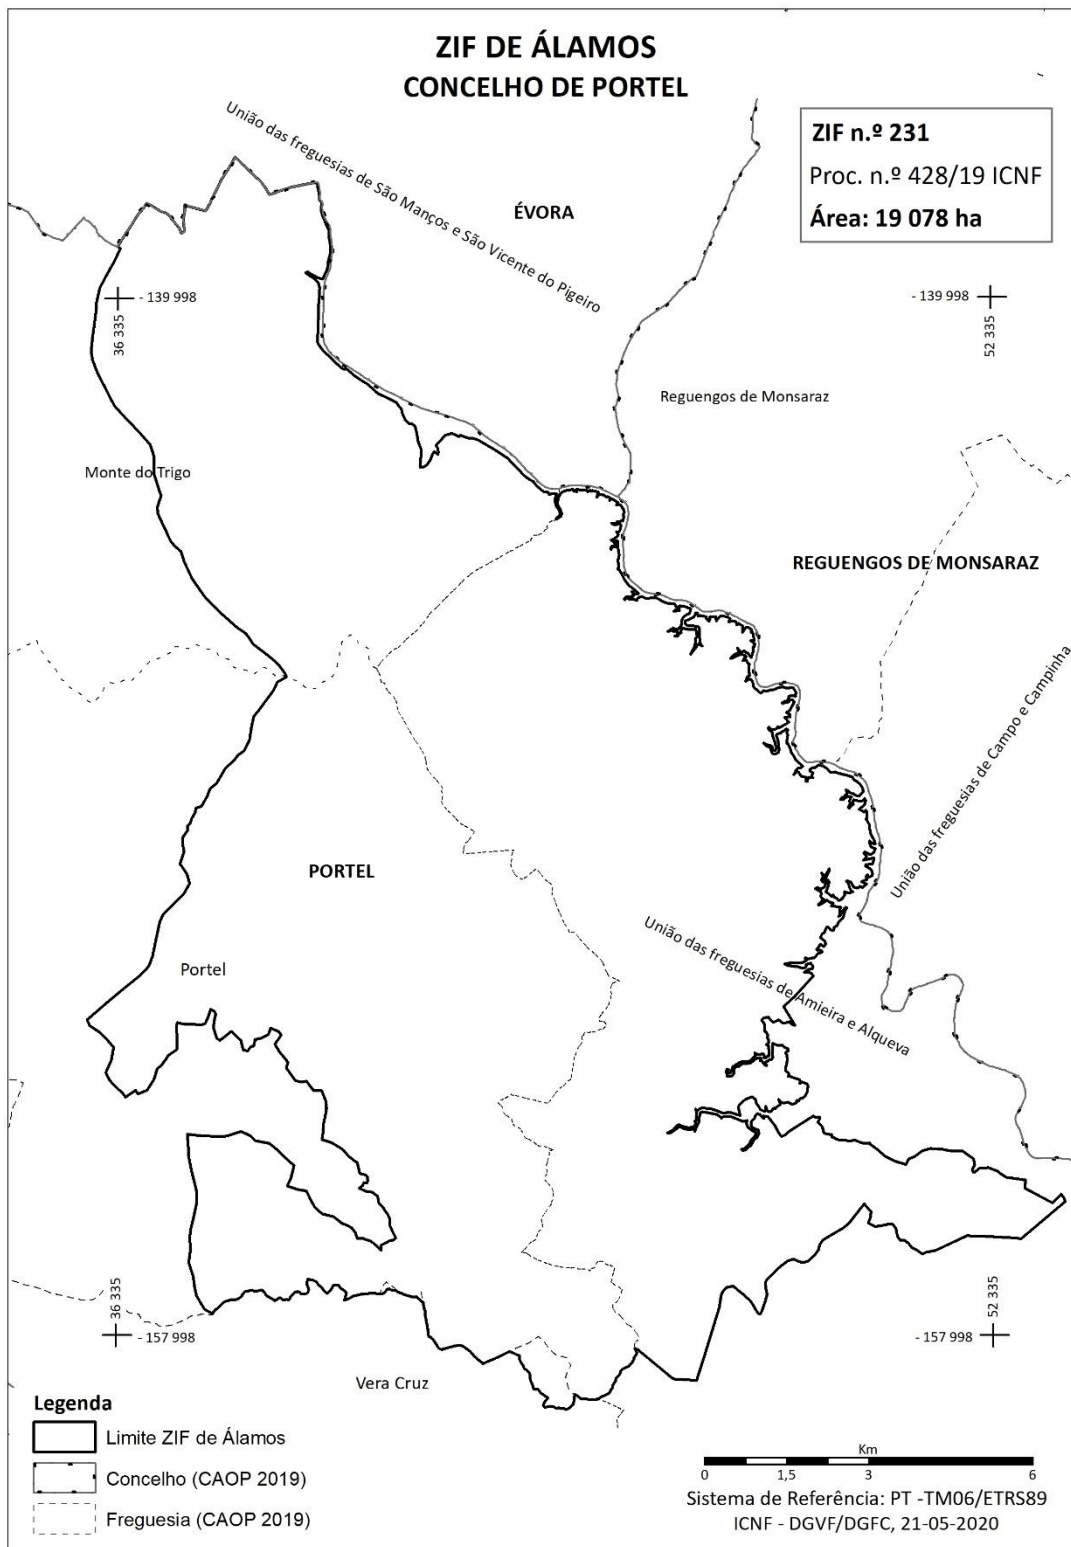 ZIF DE ÁLAMOS
CONCELHO DE PORTEL
ZIF n.º 231
Proc. n.º 428/19 ICNF
Área: 19 078 ha
União das freguesias de São Manços e São Vicente do Pigeiro
ÉVORA
- 139 998
36 335
- 139 998
52 335
Reguengos de Monsaraz
Monte do Trigo
REGUENGOS DE MONSARAZ
União das freguesias de Campo e Campinha
PORTEL
União das freguesias de Amieira e Alqueva
Portel
36 335
- 157 998
52 335
- 157 998
Vera Cruz
Legenda
Limite ZIF de Álamos
Concelho (CAOP 2019)
Freguesia (CAOP 2019)
Km
0 1,5 3 6
Sistema de Referência: PT -TM06/ETRS89
ICNF - DGVF/DGFC, 21-05-2020